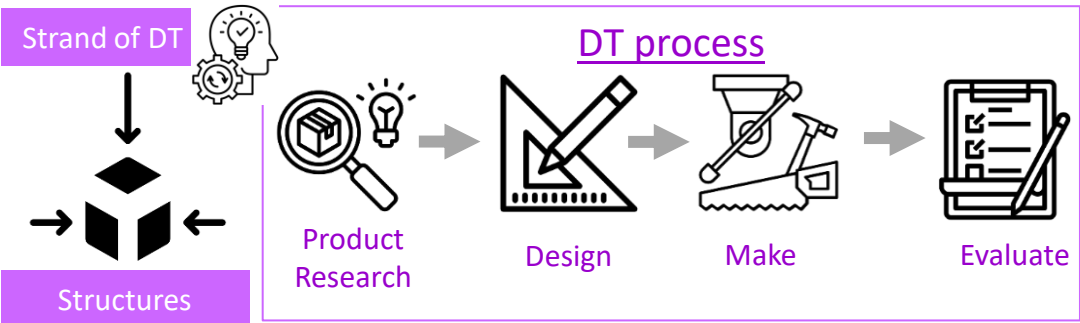 Strand of DT
Structures
DT process
Product
Research
Design
Make
Evaluate